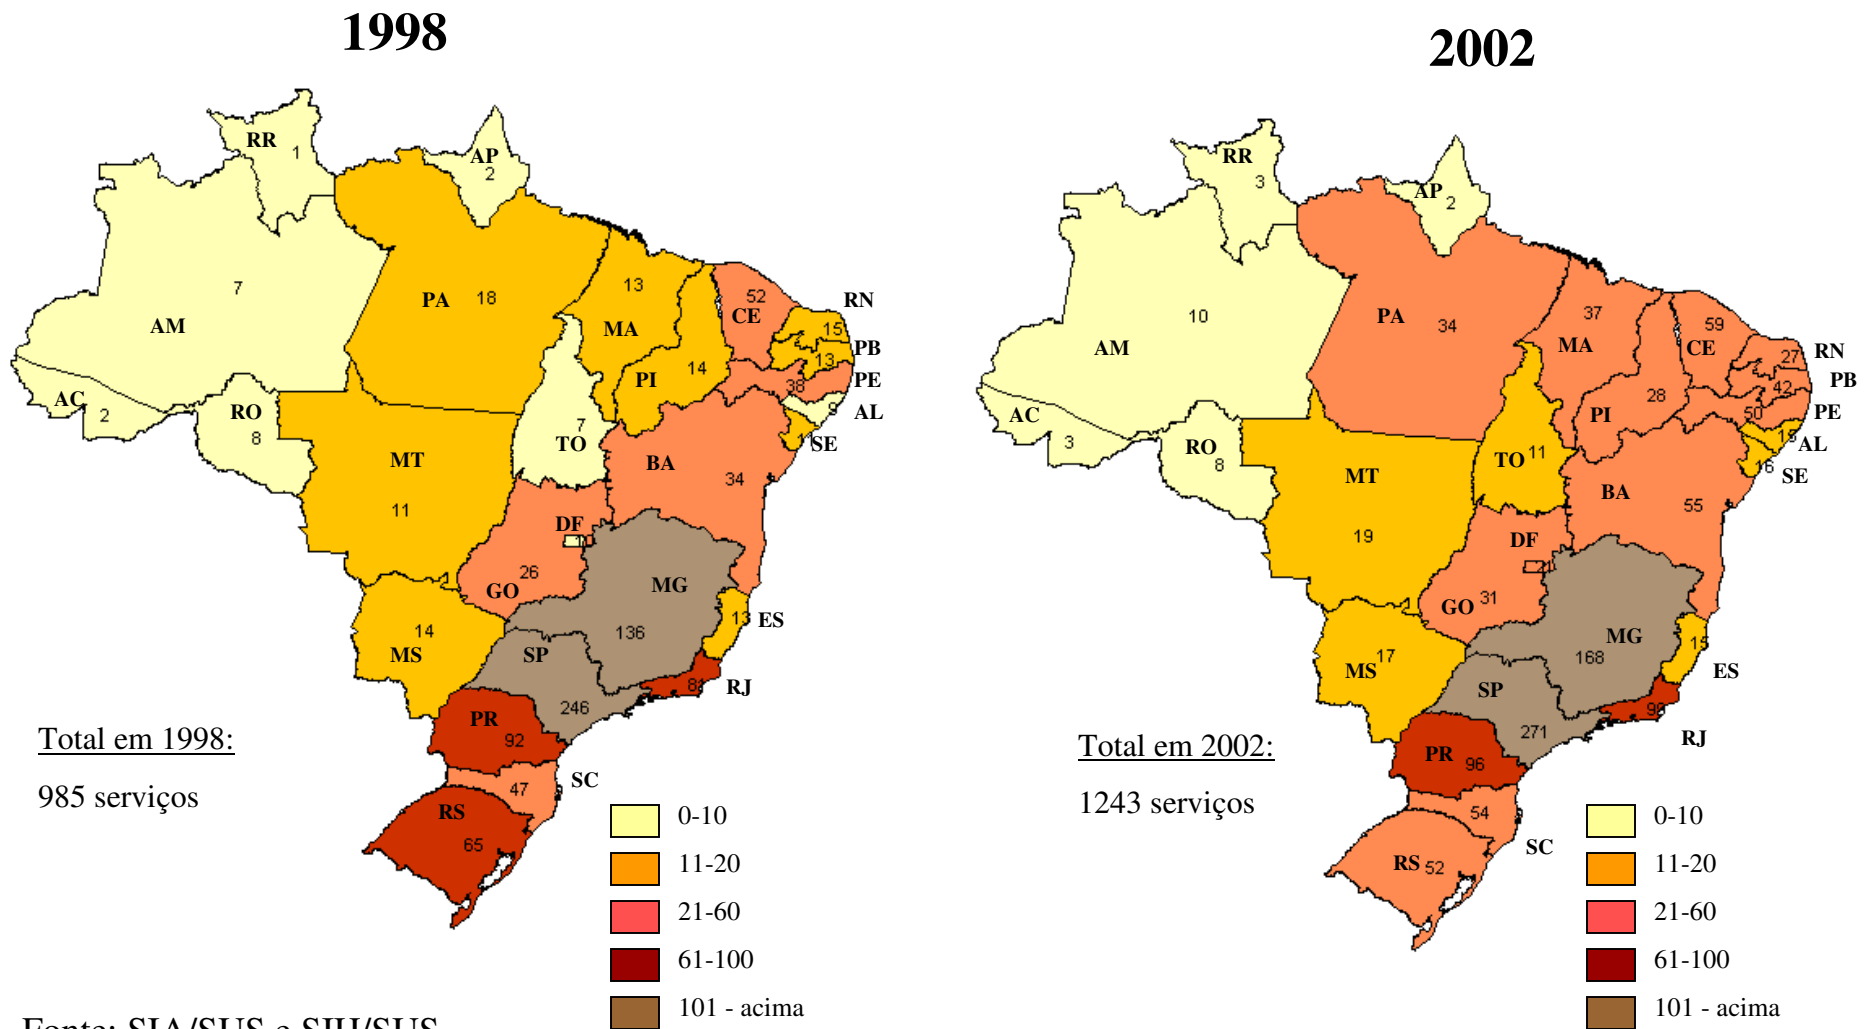 1998
RR
1
AP
2
7
AM
PA 18
13
MA
52
CE
RN
15
PB
13
14
PI
PE
38
AL
9
SE
AC
2
RO
8
7
TO
MT
11
BA
34
DF
26
GO
MG
136
ES
13
14
MS
SP
246
RJ
PR
92
47
SC
RS
65
Total em 1998:
985 serviços
0-10
11-20
21-60
61-100
101 - acima
Fonte: SIA/SUS e SIH/SUS
2002
RR
3
AP 2
10
AM
PA 34
37
MA
59
CE
27 RN
42 PB
28
PI
50 PE
AL
16
SE
AC
3
RO
8
TO 11
MT
19
BA
55
DF
21
GO 31
MG
168
15
ES
17
MS
SP
271
RJ
PR
96
54
SC
RS 52
Total em 2002:
1243 serviços
0-10
11-20
21-60
61-100
101 - acima